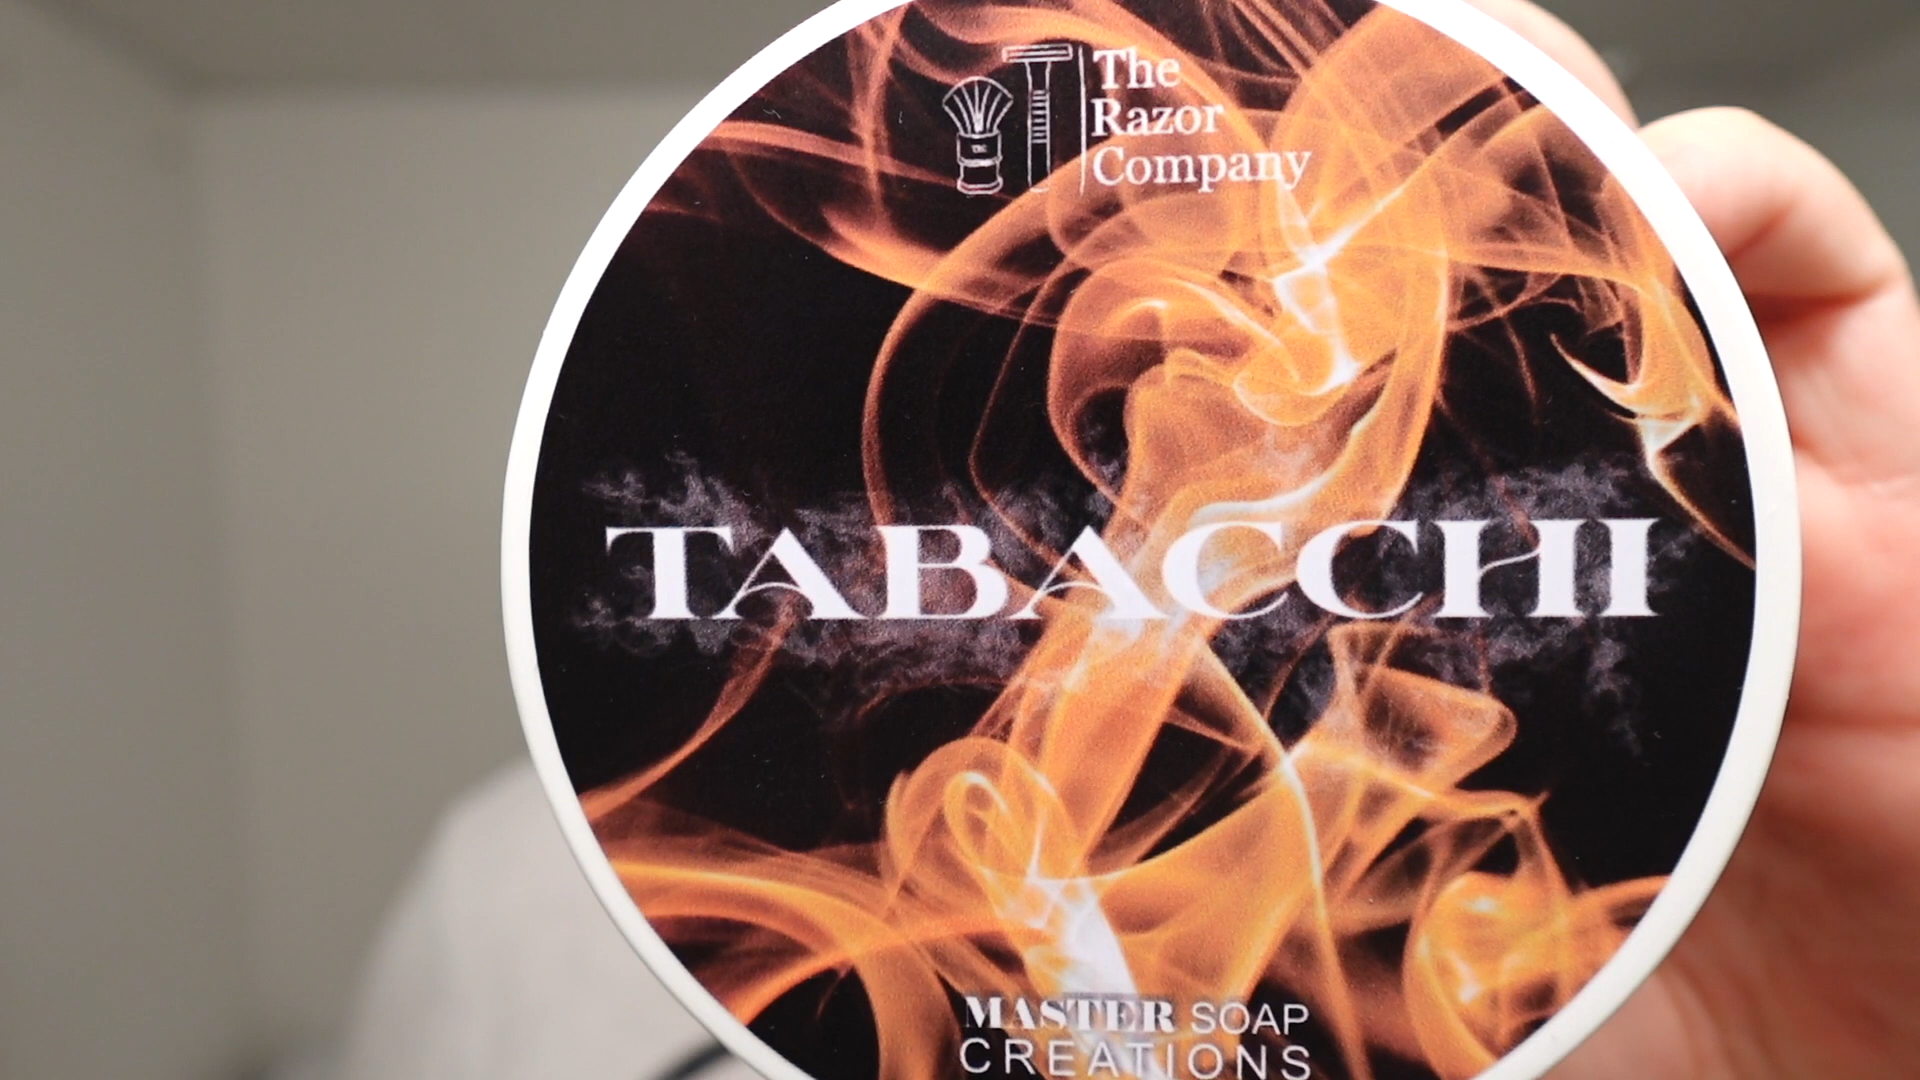 The
Razor
Company
TABACCHI
MASTER SOAP
CREATIONS